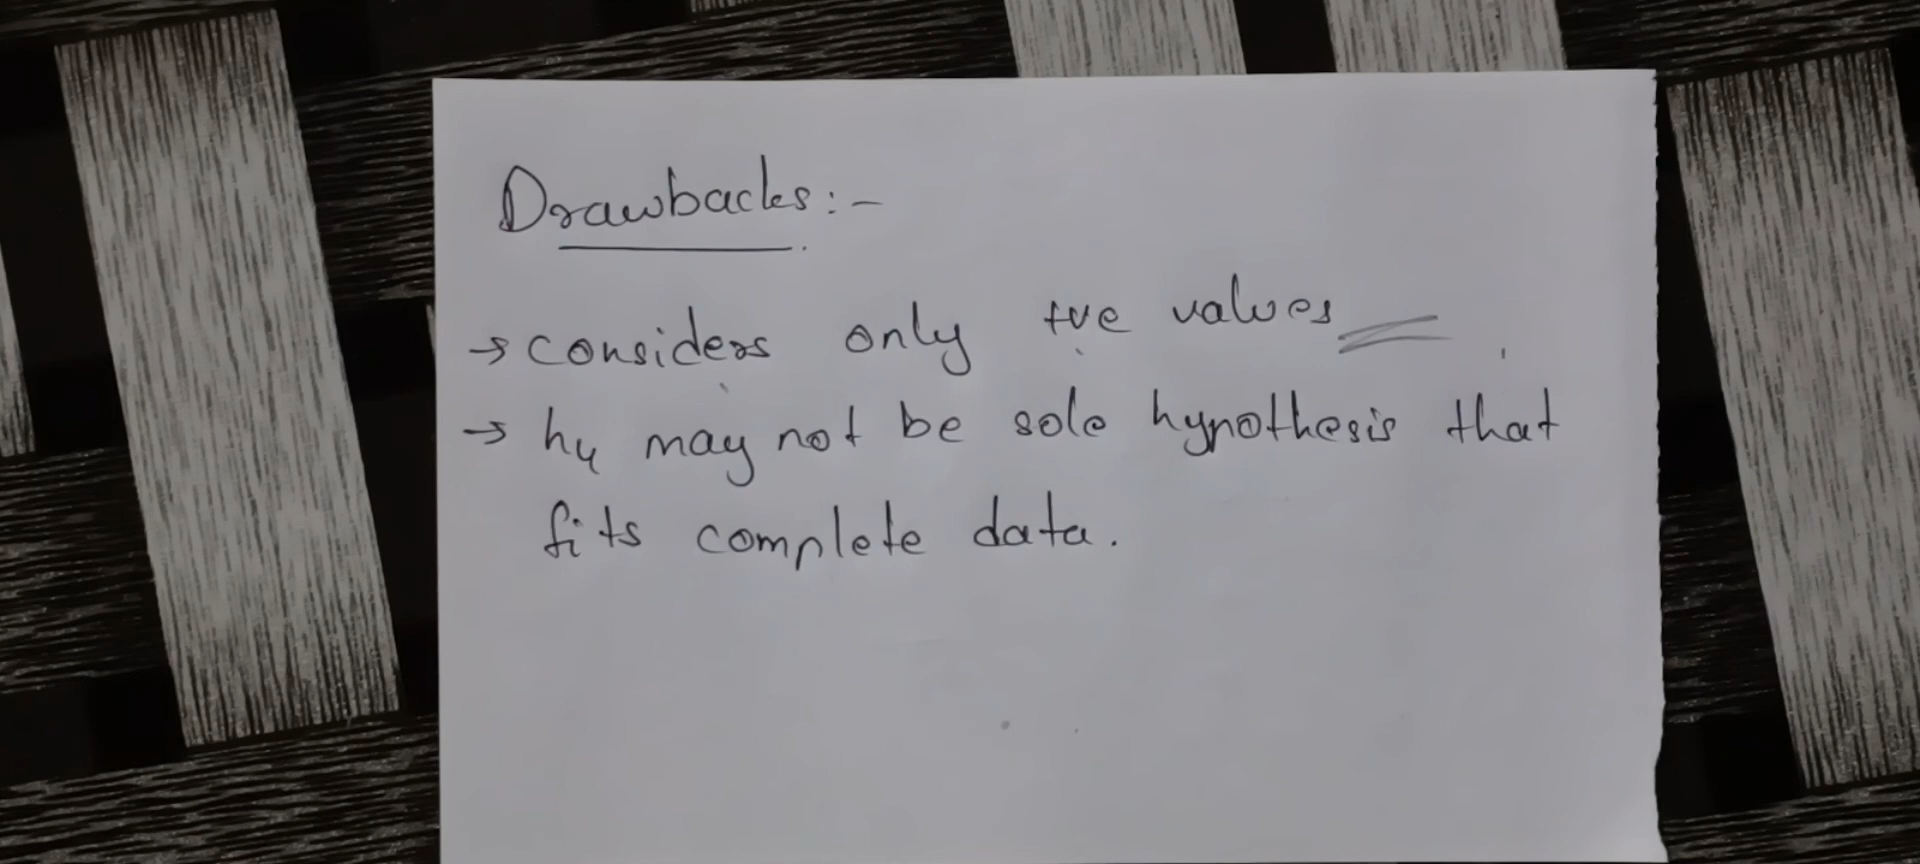 Drawbacks:-
→ considers only +ve values
→ h4 may not be sole hypothesis that
fits complete data.